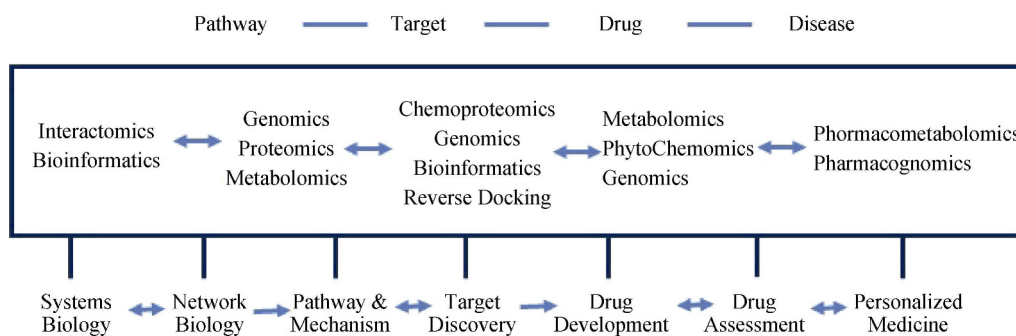 Pathway Target Drug Disease
Interactomics
Bioinformatics
Genomics
Proteomics
Metabolomics
Chemoproteomics
Genomics
Bioinformatics
Reverse Docking
Metabolomics
PhytoChemomics
Genomics
Phormacometabolomics
Pharmacognomics
Systems
Biology
Network
Biology
Pathway &
Mechanism
Target
Discovery
Drug
Development
Drug
Assessment
Personalized
Medicine